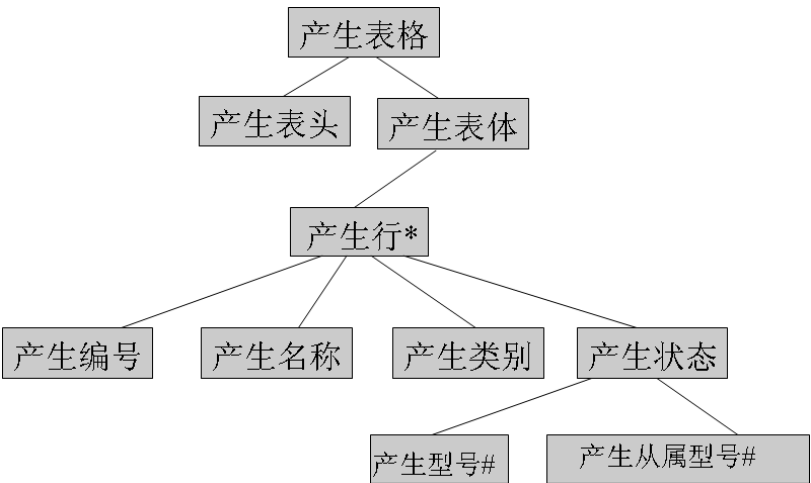 产生表格
产生表头
产生表体
产生行*
产生编号
产生名称
产生类别
产生状态
产生型号#
产生从属型号#